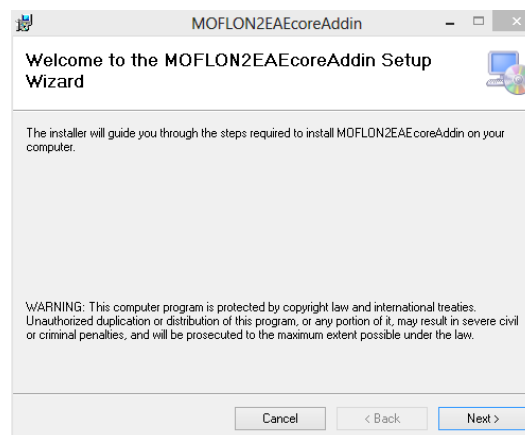 MOFLON2EAEcoreAddin
Welcome to the MOFLON2EAEcoreAddin Setup
Wizard
The installer will guide you through the steps required to install MOFLON2EAEcoreAddin on your
computer.
WARNING: This computer program is protected by copyright law and international treaties.
Unauthorized duplication or distribution of this program, or any portion of it, may result in severe civil
or criminal penalties, and will be prosecuted to the maximum extent possible under the law.
Cancel
< Back
Next >